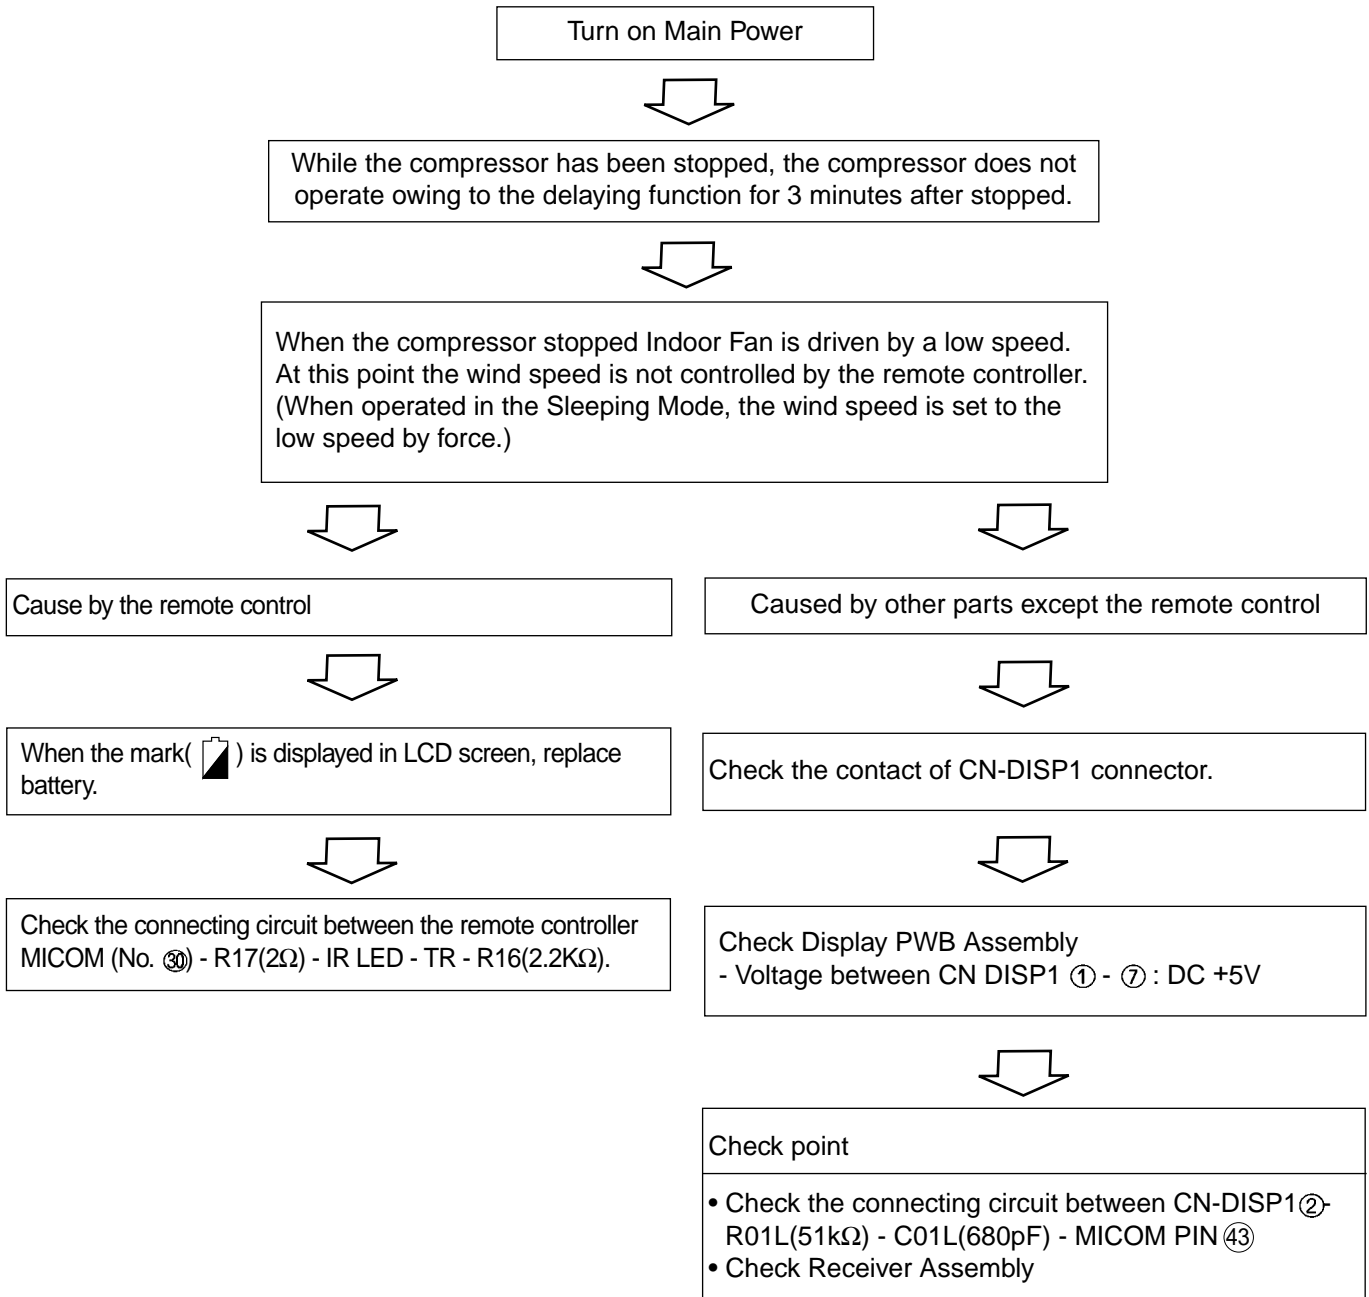 Turn on Main Power
While the compressor has been stopped, the compressor does not
operate owing to the delaying function for 3 minutes after stopped.
When the compressor stopped Indoor Fan is driven by a low speed.
At this point the wind speed is not controlled by the remote controller.
(When operated in the Sleeping Mode, the wind speed is set to the
low speed by force.)
Cause by the remote control
When the mark( ) is displayed in LCD screen, replace
battery.
Check the connecting circuit between the remote controller
MICOM (No. ㉚) - R17(2Ω) - IR LED - TR - R16(2.2KΩ).
Caused by other parts except the remote control
Check the contact of CN-DISP1 connector.
Check Display PWB Assembly
- Voltage between CN DISP1 ① - ⑦ : DC +5V
Check point
• Check the connecting circuit between CN-DISP1②-
R01L(51kΩ) - C01L(680pF) - MICOM PIN ㊸
• Check Receiver Assembly